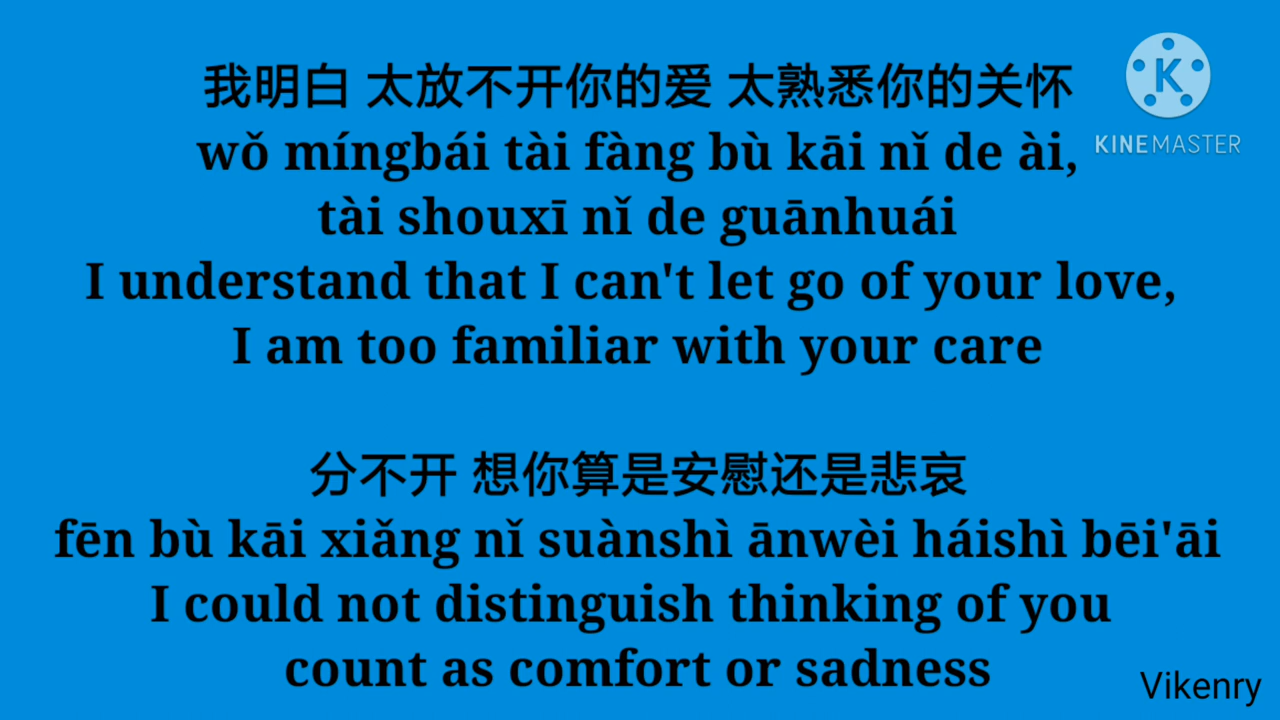 我明白 太放不开你的爱 太熟悉你的关怀
wǒ míngbái tài fàng bù kāi nǐ de ài,
tài shouxī nǐ de guānhuái
I understand that I can't let go of your love,
I am too familiar with your care
分不开 想你算是安慰还是悲哀
fēn bù kāi xiǎng nǐ suànshì ānwèi háishì bēi'āi
I could not distinguish thinking of you
count as comfort or sadness
K
KINEMASTER
Vikenry